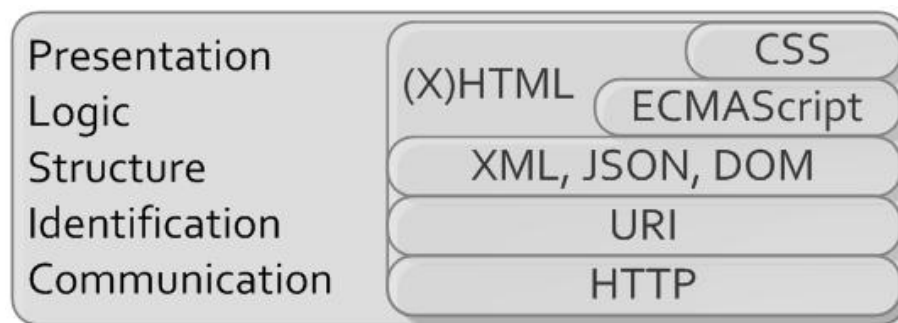 Presentation
Logic
Structure
Identification
Communication
CSS
(X)HTML
ECMAScript
XML, JSON, DOM
URI
HTTP